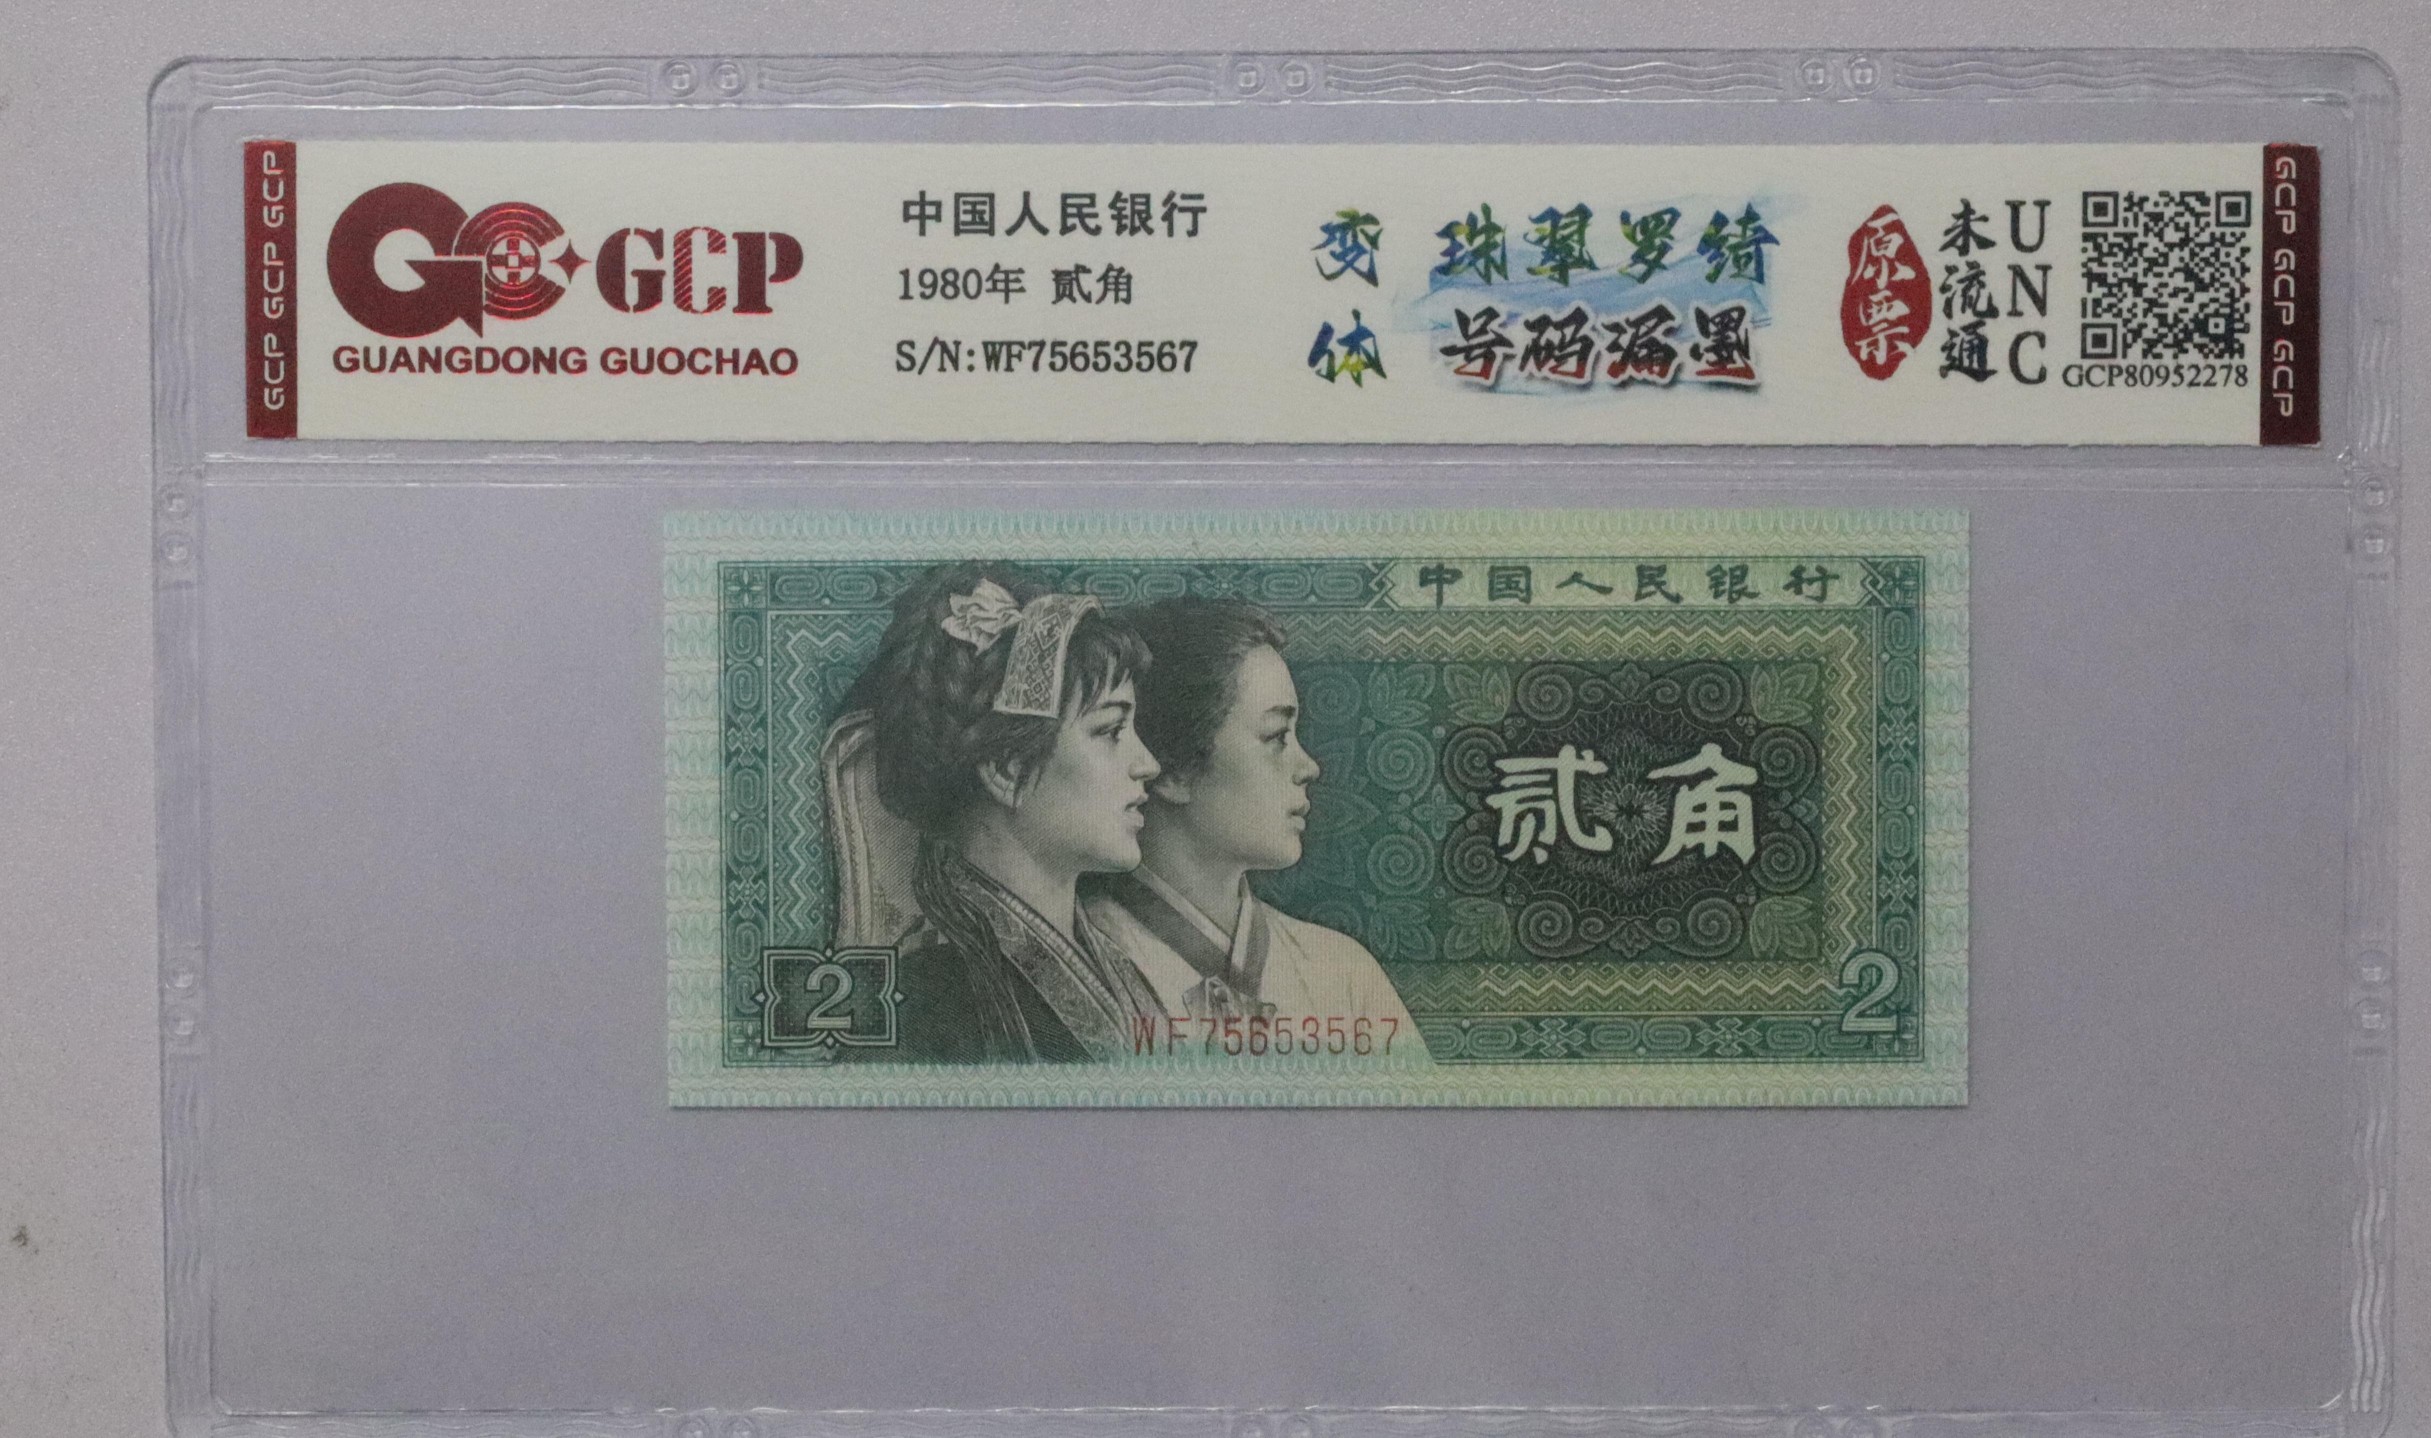 GCP GCP GCP
GCP
GUANGDONG GUOCHAO
中国人民银行
1980年 贰角
S/N:WF75653567
变体
珠翠罗绮
号码漏墨
原票
未流通
UNC
GCP80952278
GCP GCP GCP
中国人民银行
贰角
2
2
WF75653567